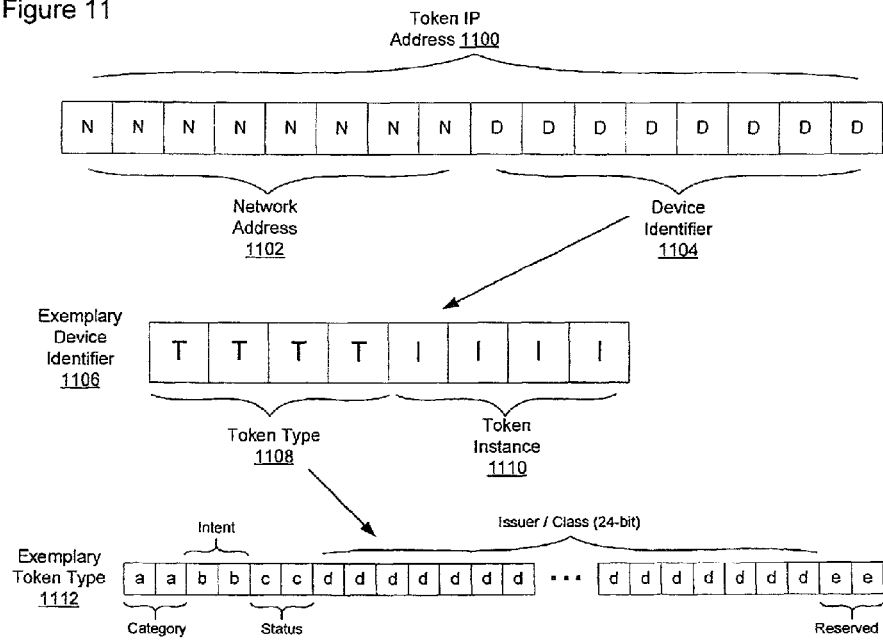 Figure 11
Token IP
Address 1100
N N N N N N N N D D D D D D D D
Network
Address
1102
Device
Identifier
1104
Exemplary
Device
Identifier
1106
T T T T I I I I
Token Type
1108
Token
Instance
1110
Intent
Issuer / Class (24-bit)
Exemplary
Token Type
1112
a a b b c c d d d d d d d ••• d d d d d d d e e
Category
Status
Reserved